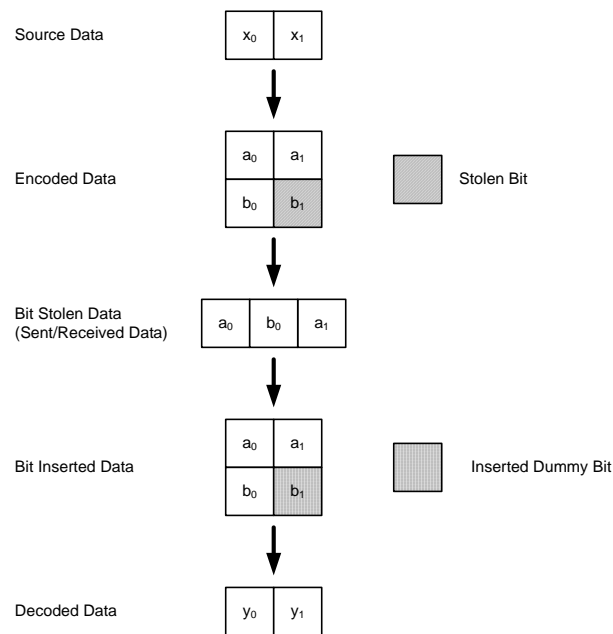 Source Data
x₀ x₁
Encoded Data
a₀ a₁
b₀ b₁
Stolen Bit
Bit Stolen Data
(Sent/Received Data)
a₀ b₀ a₁
Bit Inserted Data
a₀ a₁
b₀ b₁
Inserted Dummy Bit
Decoded Data
y₀ y₁